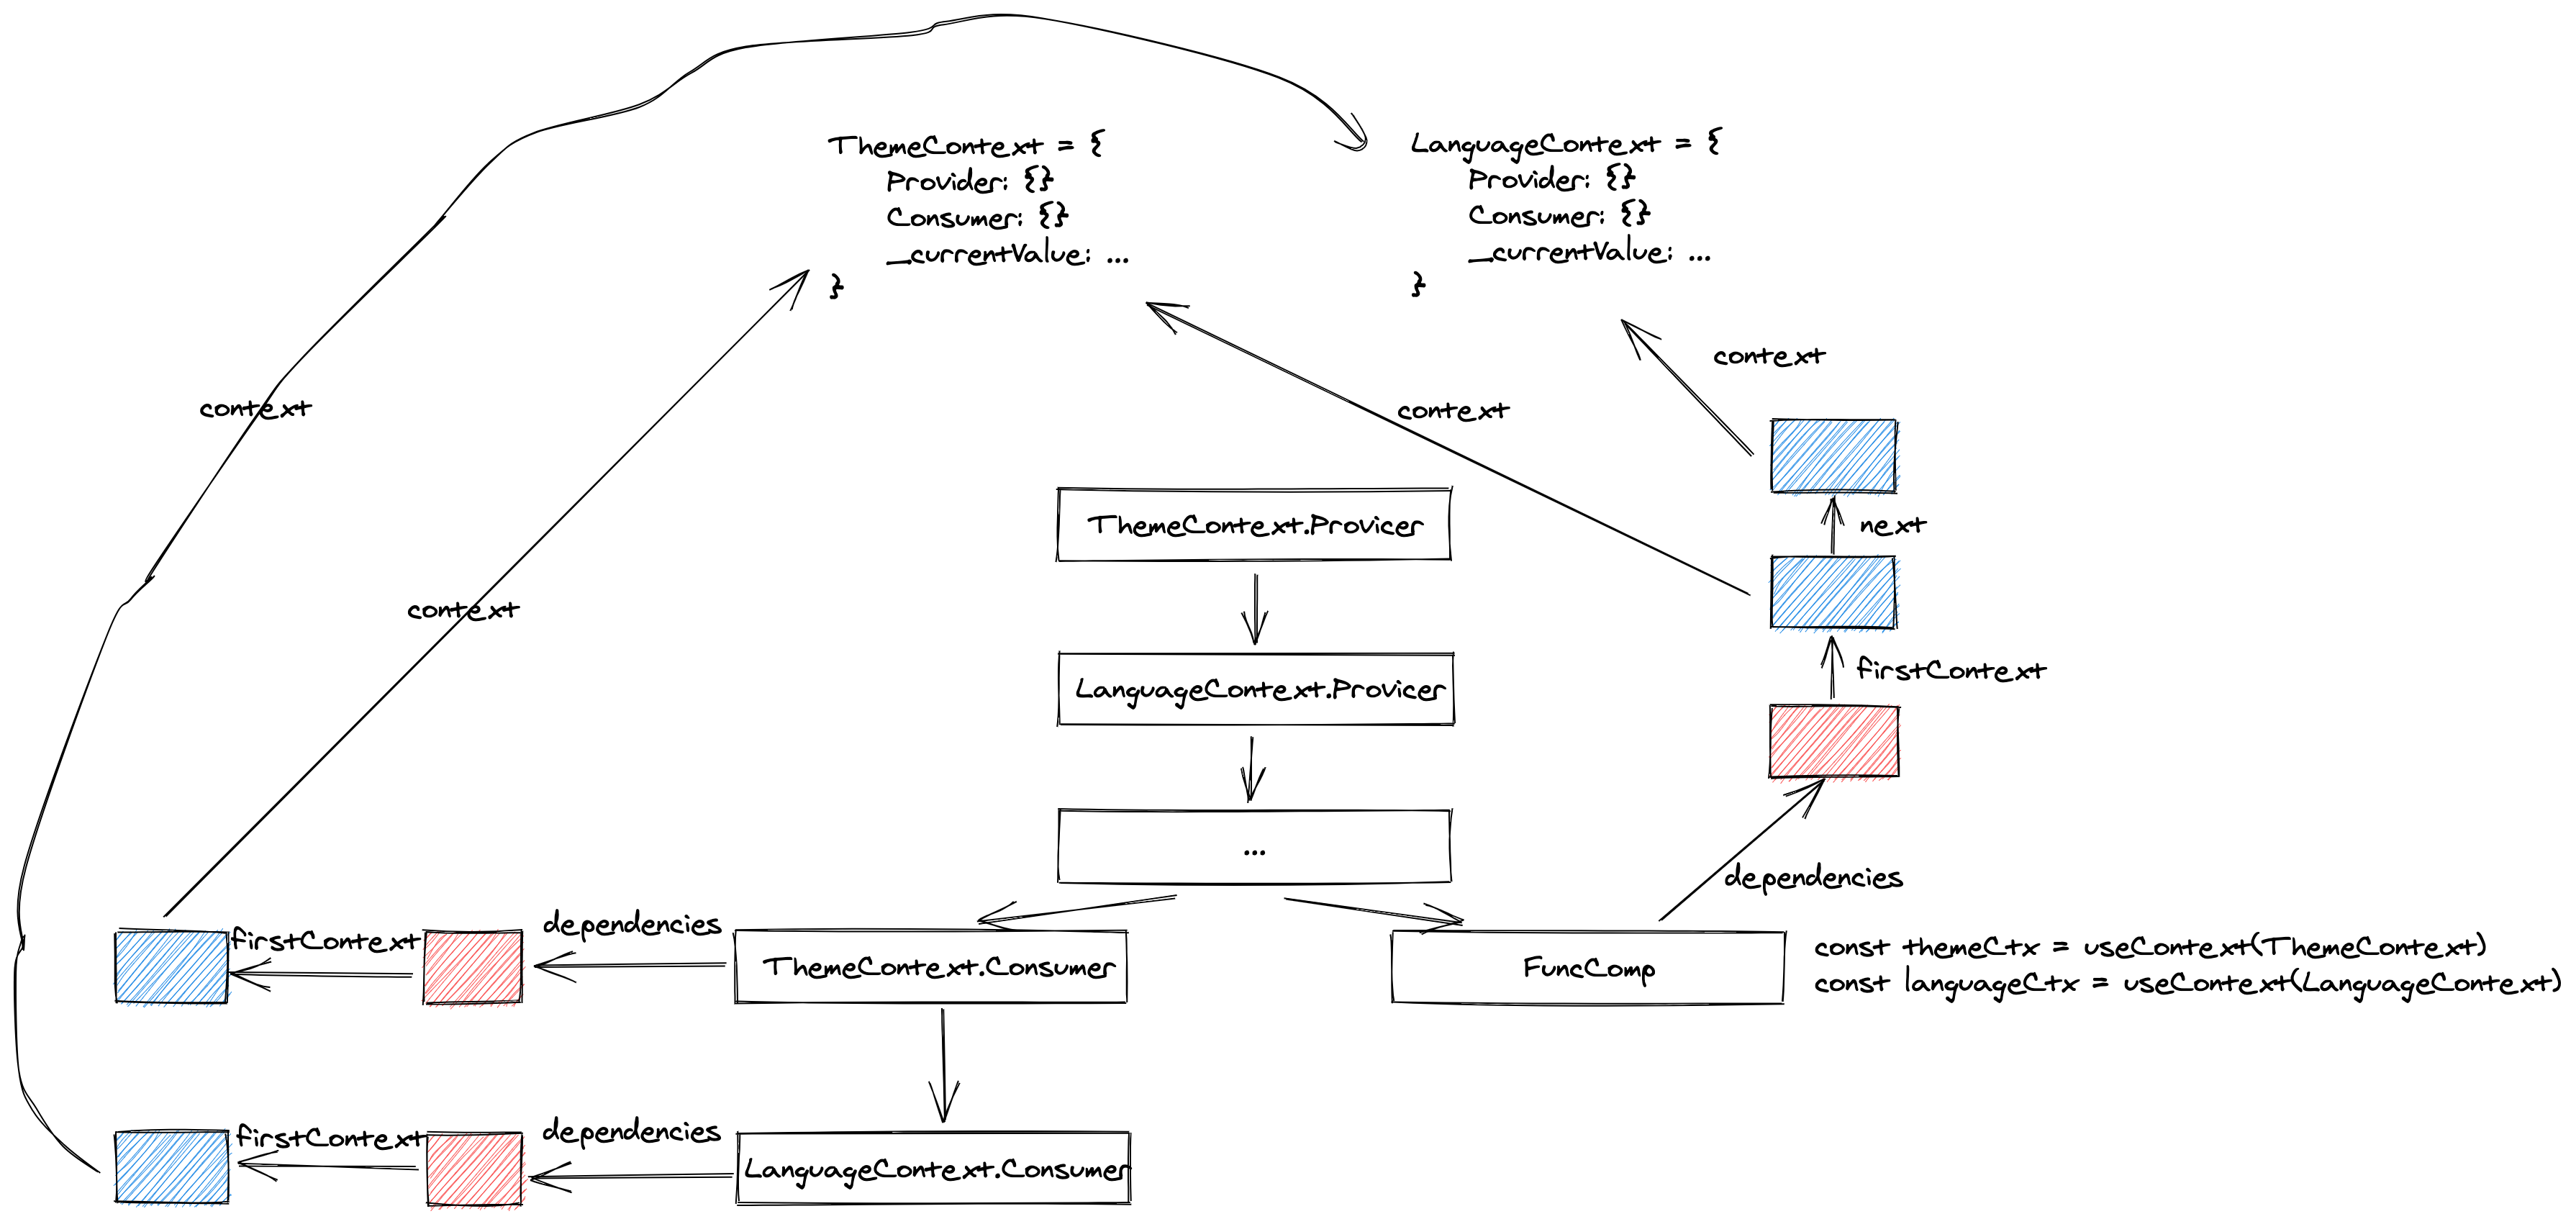 ThemeContext = {
Provider: {}
Consumer: {}
_currentValue: ...
}
LanguageContext = {
Provider: {}
Consumer: {}
_currentValue: ...
}
context
context
context
context
ThemeContext.Provicer
next
firstContext
LanguageContext.Provicer
...
dependencies
firstContext
dependencies
ThemeContext.Consumer
FuncComp
const themeCtx = useContext(ThemeContext)
const languageCtx = useContext(LanguageContext)
firstContext
dependencies
LanguageContext.Consumer